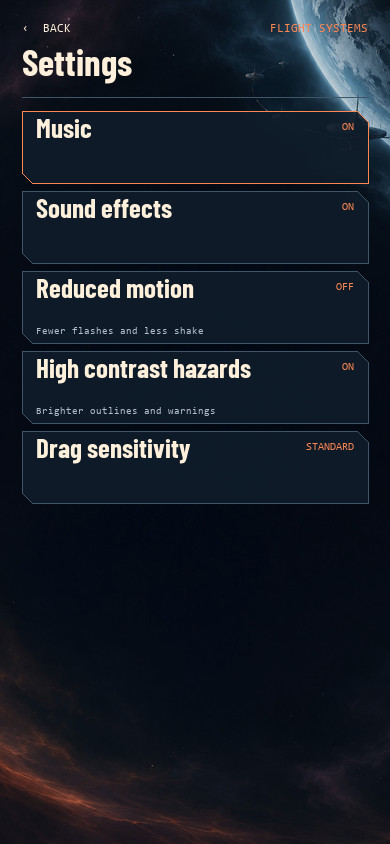 ‹ BACK
FLIGHT SYSTEMS
Settings
Music
ON
Sound effects
ON
Reduced motion
OFF
Fewer flashes and less shake
High contrast hazards
ON
Brighter outlines and warnings
Drag sensitivity
STANDARD